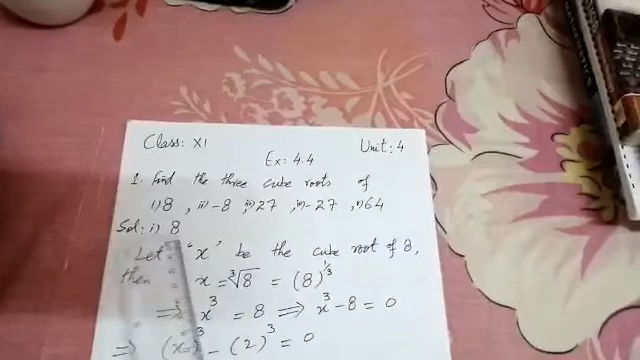 Class: XI Unit: 4
Ex: 4.4
1. Find the three cube roots of
i) 8 , ii) -8 iii) 27 , iv) -27 , v) 64
Sol: i) 8
Let "x" be the cube root of 8,
then x = ∛8 = (8)^1/3
⇒ x³ = 8 ⇒ x³ - 8 = 0
⇒ (x)³ - (2)³ = 0